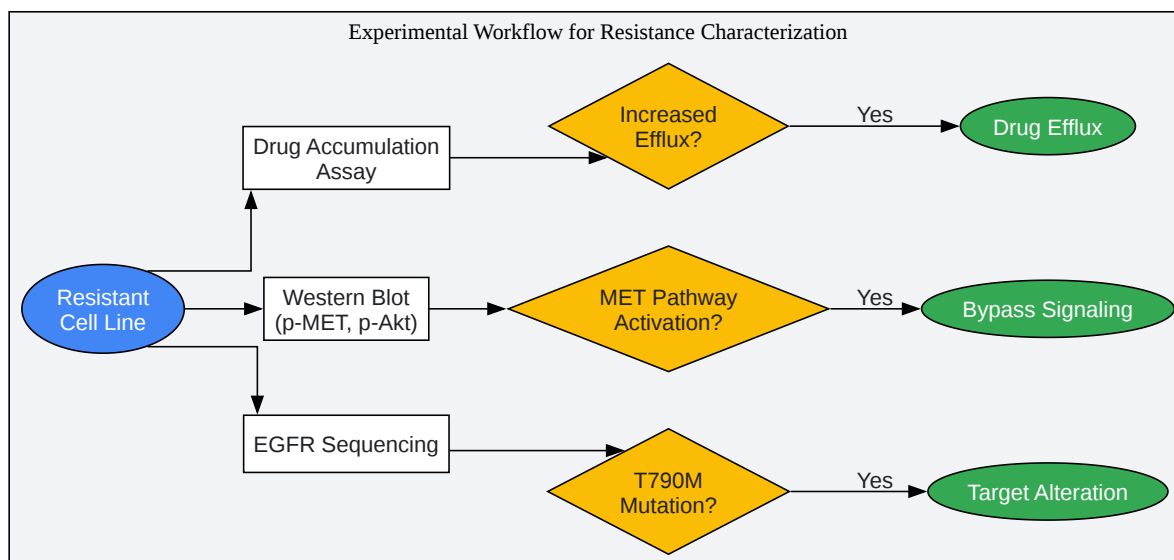 Experimental Workflow for Resistance Characterization
Increased
Efflux?
Yes
Drug Efflux
Drug Accumulation
Assay
Resistant
Cell Line
Western Blot
(p-MET, p-Akt)
MET Pathway
Activation?
Yes
Bypass Signaling
EGFR Sequencing
T790M
Mutation?
Yes
Target Alteration